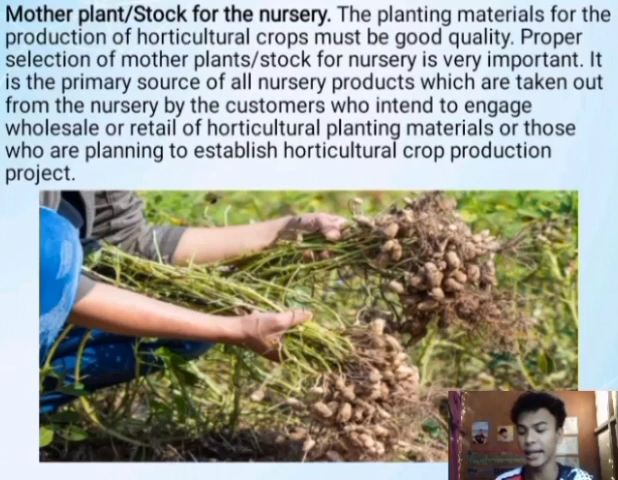 Mother plant/Stock for the nursery. The planting materials for the
production of horticultural crops must be good quality. Proper
selection of mother plants/stock for nursery is very important. It
is the primary source of all nursery products which are taken out
from the nursery by the customers who intend to engage
wholesale or retail of horticultural planting materials or those
who are planning to establish horticultural crop production
project.